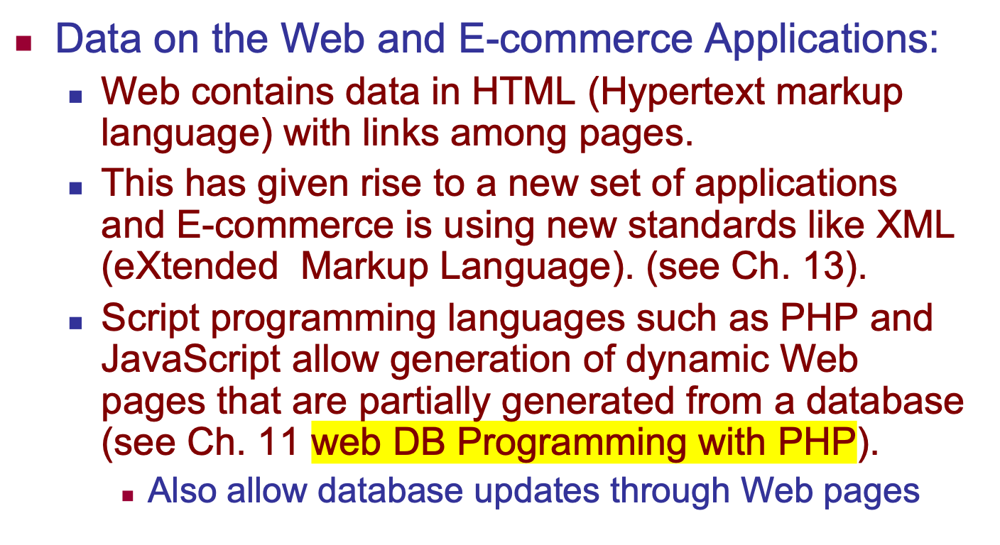 Data on the Web and E-commerce Applications:
Web contains data in HTML (Hypertext markup
language) with links among pages.
This has given rise to a new set of applications
and E-commerce is using new standards like XML
(eXtended  Markup Language). (see Ch. 13).
Script programming languages such as PHP and
JavaScript allow generation of dynamic Web
pages that are partially generated from a database
(see Ch. 11 web DB Programming with PHP).
Also allow database updates through Web pages